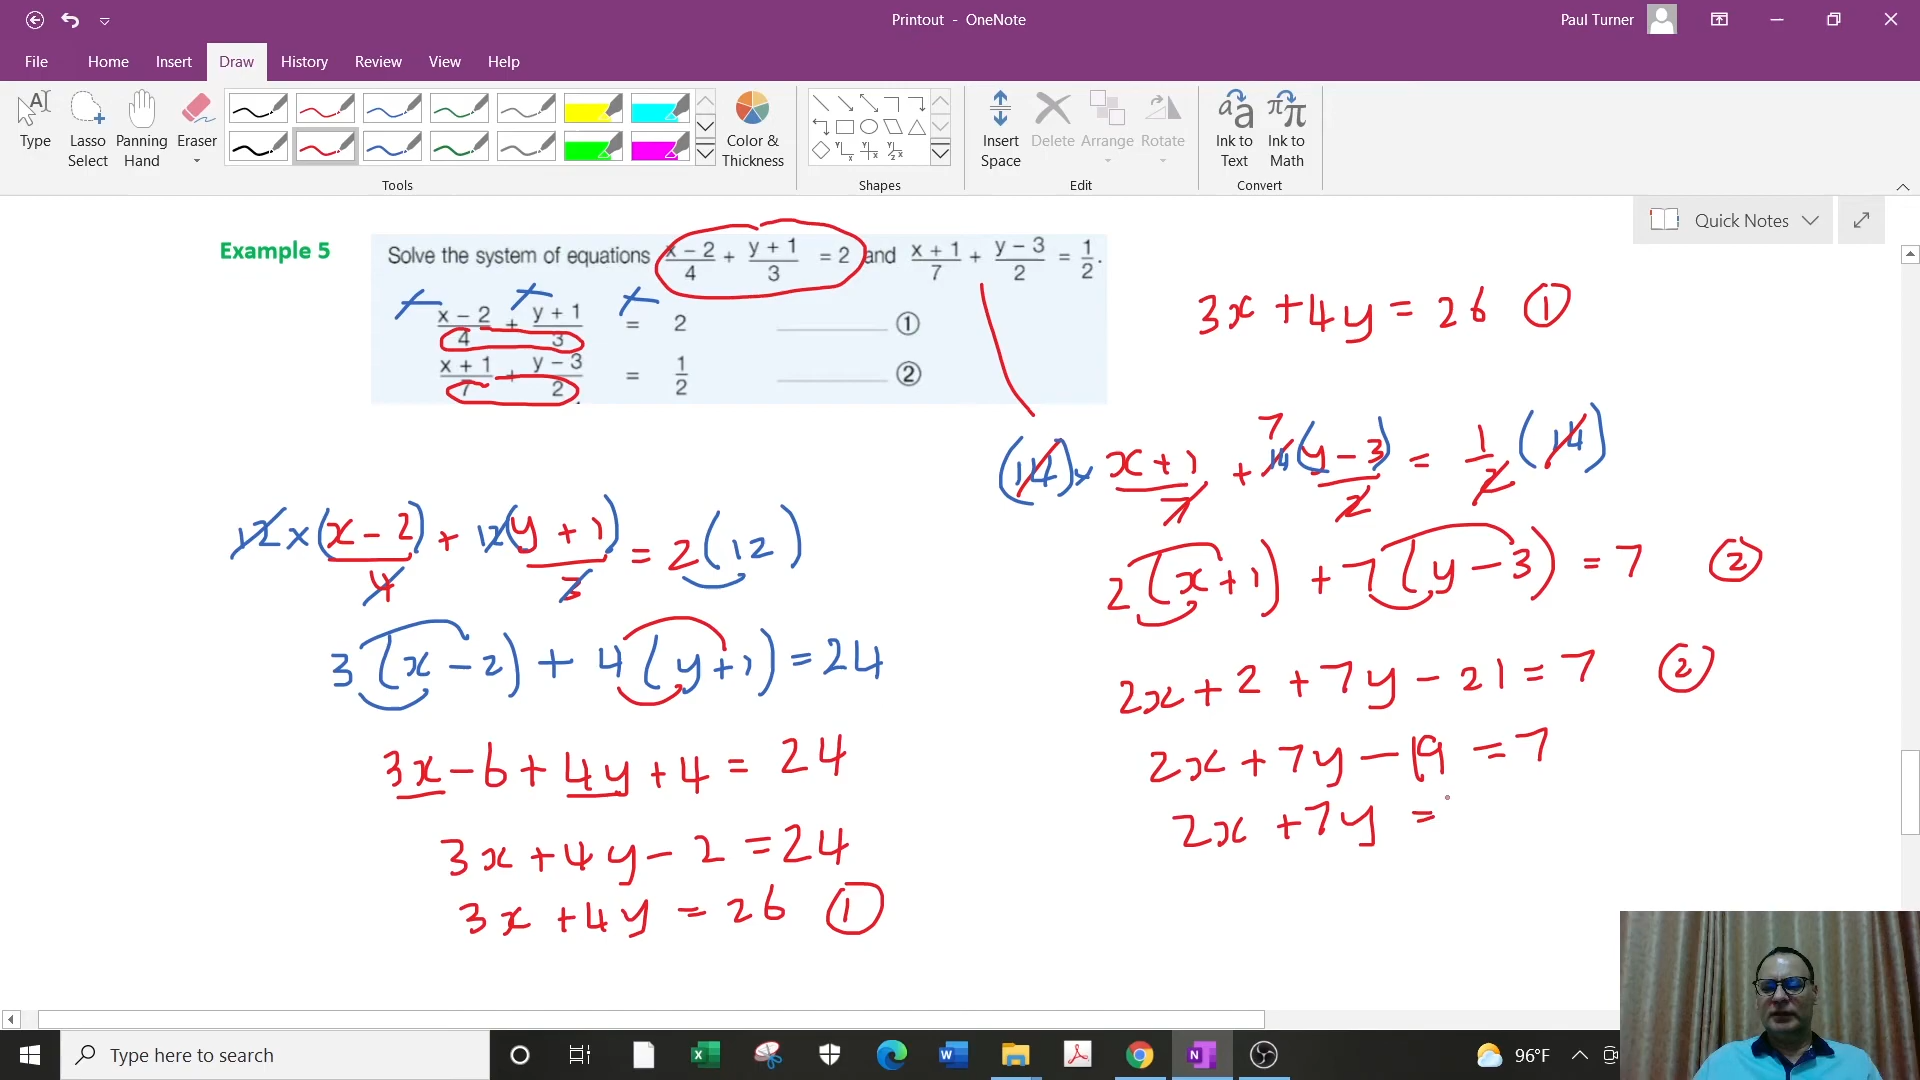 Printout - OneNote
Paul Turner
File Home Insert Draw History Review View Help
Type
Lasso Select
Panning Hand
Eraser
Color & Thickness
Insert Space
Delete
Arrange
Rotate
Ink to Text
Ink to Math
Tools
Shapes
Edit
Convert
Quick Notes
Example 5
Solve the system of equations (x − 2)/4 + (y + 1)/3 = 2 and (x + 1)/7 + (y − 3)/2 = 1/2.
(x − 2)/4 + (y + 1)/3 = 2 ①
(x + 1)/7 + (y − 3)/2 = 1/2 ②
12 x (x − 2)/4 + 12(y + 1)/3 = 2(12)
3(x − 2) + 4(y + 1) = 24
3x − 6 + 4y + 4 = 24
3x + 4y − 2 = 24
3x + 4y = 26 ①
3x + 4y = 26 ①
(14) x (x + 1)/7 + 14 7 (y − 3)/2 = 1/2 (14)
2(x + 1) + 7(y − 3) = 7 ②
2x + 2 + 7y − 21 = 7 ②
2x + 7y − 19 = 7
2x + 7y =
Type here to search
96°F